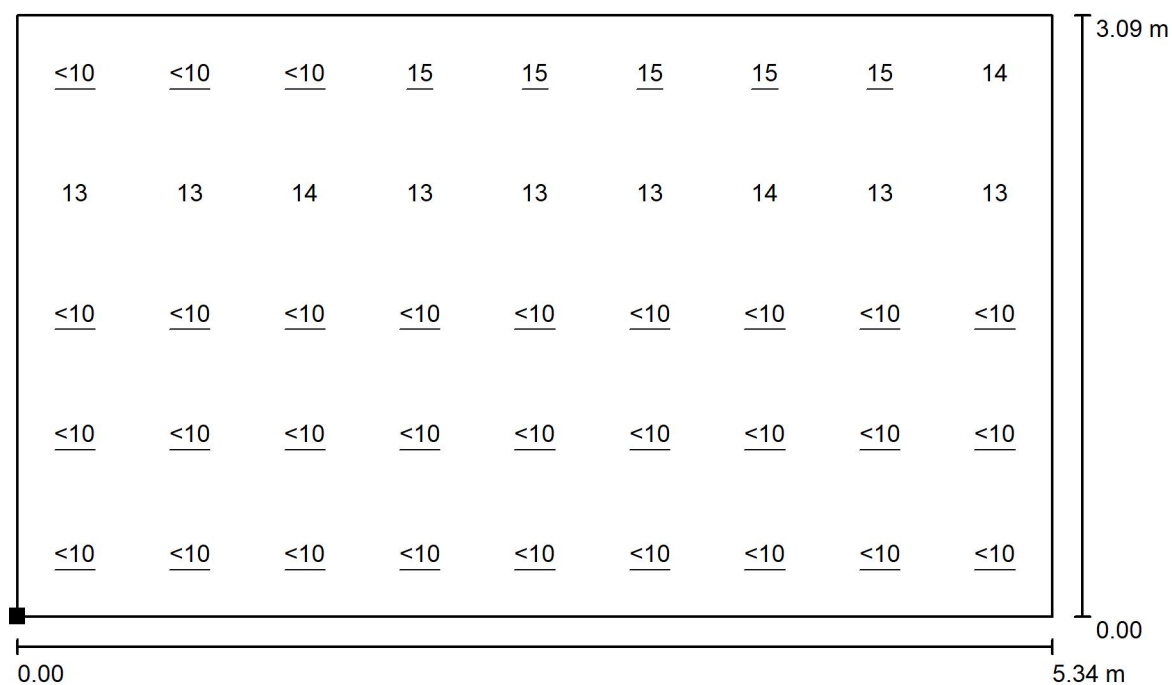 3.09 m
<10 <10 <10 15 15 15 15 15 14
13 13 14 13 13 13 14 13 13
<10 <10 <10 <10 <10 <10 <10 <10 <10
<10 <10 <10 <10 <10 <10 <10 <10 <10
<10 <10 <10 <10 <10 <10 <10 <10 <10
0.00
0.00 5.34 m